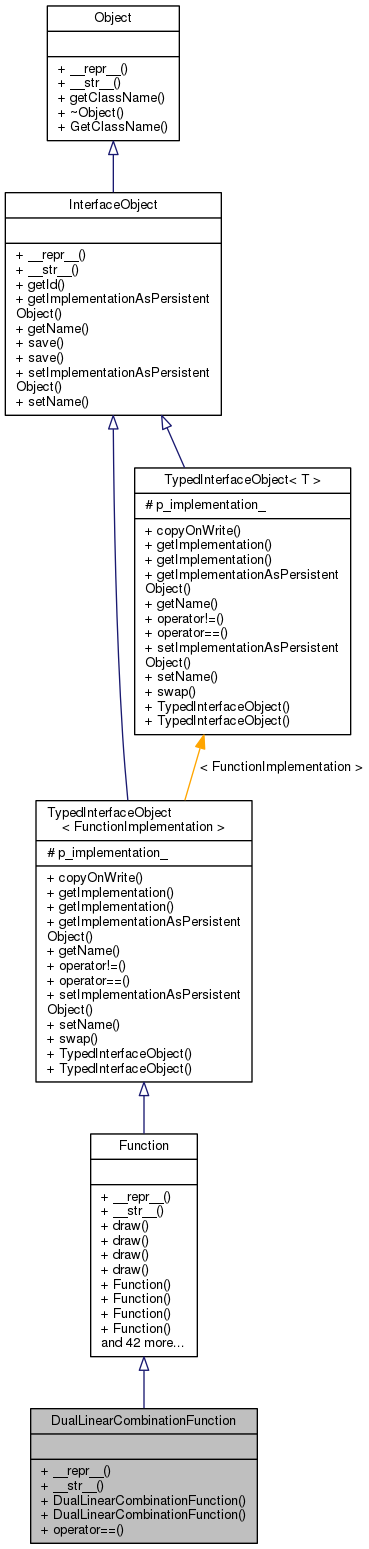 Object
+ __repr__()
+ __str__()
+ getClassName()
+ ~Object()
+ GetClassName()
InterfaceObject
+ __repr__()
+ __str__()
+ getId()
+ getImplementationAsPersistent
Object()
+ getName()
+ save()
+ save()
+ setImplementationAsPersistent
Object()
+ setName()
TypedInterfaceObject< T >
# p_implementation_
+ copyOnWrite()
+ getImplementation()
+ getImplementation()
+ getImplementationAsPersistent
Object()
+ getName()
+ operator!=()
+ operator==()
+ setImplementationAsPersistent
Object()
+ setName()
+ swap()
+ TypedInterfaceObject()
+ TypedInterfaceObject()
< FunctionImplementation >
TypedInterfaceObject
< FunctionImplementation >
# p_implementation_
+ copyOnWrite()
+ getImplementation()
+ getImplementation()
+ getImplementationAsPersistent
Object()
+ getName()
+ operator!=()
+ operator==()
+ setImplementationAsPersistent
Object()
+ setName()
+ swap()
+ TypedInterfaceObject()
+ TypedInterfaceObject()
Function
+ __repr__()
+ __str__()
+ draw()
+ draw()
+ draw()
+ draw()
+ Function()
+ Function()
+ Function()
+ Function()
and 42 more...
DualLinearCombinationFunction
+ __repr__()
+ __str__()
+ DualLinearCombinationFunction()
+ DualLinearCombinationFunction()
+ operator==()